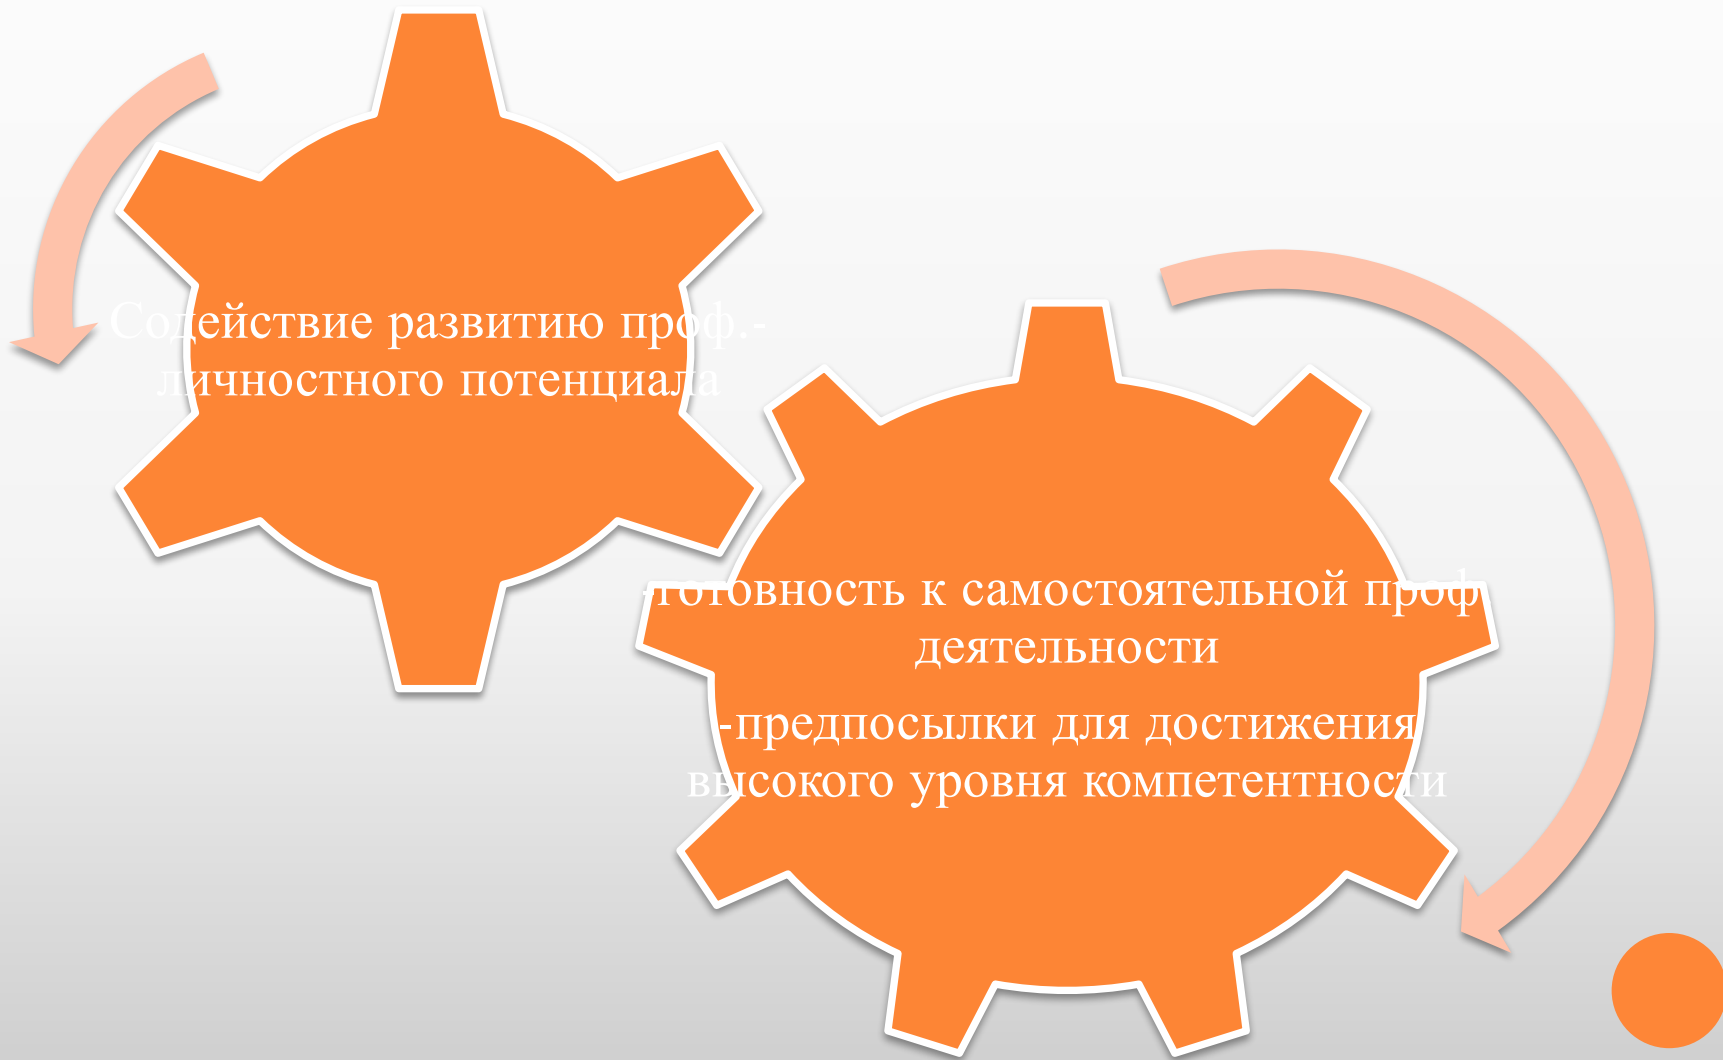 Содействие развитию проф.-
личностного потенциала
-готовность к самостоятельной проф
деятельности
-предпосылки для достижения
высокого уровня компетентности